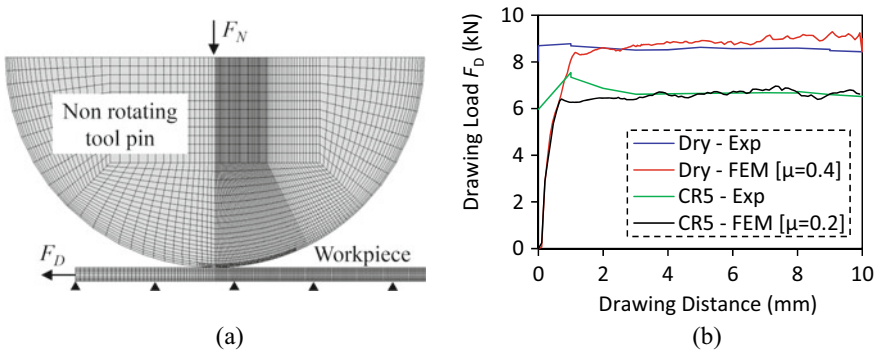 F_N
Non rotating
tool pin
F_D
Workpiece
(a)
Drawing Load F_D (kN)
10
8
6
4
2
0
Dry - Exp
Dry - FEM [μ=0.4]
CR5 - Exp
CR5 - FEM [μ=0.2]
0 2 4 6 8 10
Drawing Distance (mm)
(b)